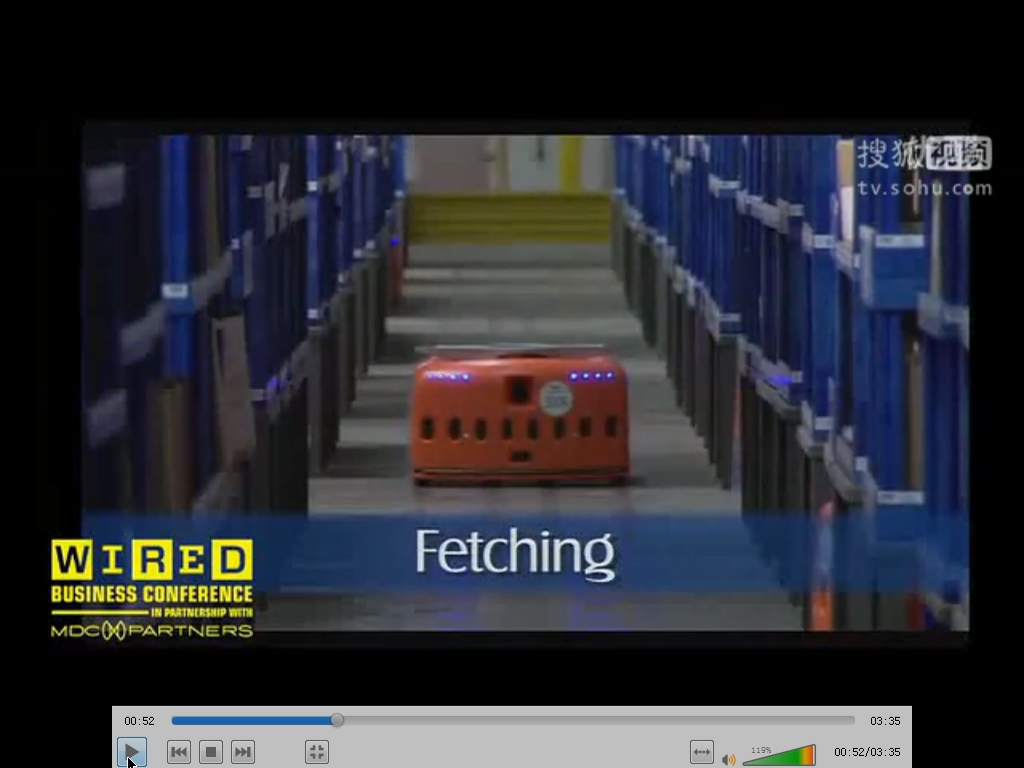 搜狐视频
tv.sohu.com
Fetching
WIRED
BUSINESS CONFERENCE
IN PARTNERSHIP WITH
MDC PARTNERS
00:52
03:35
119%
00:52/03:35